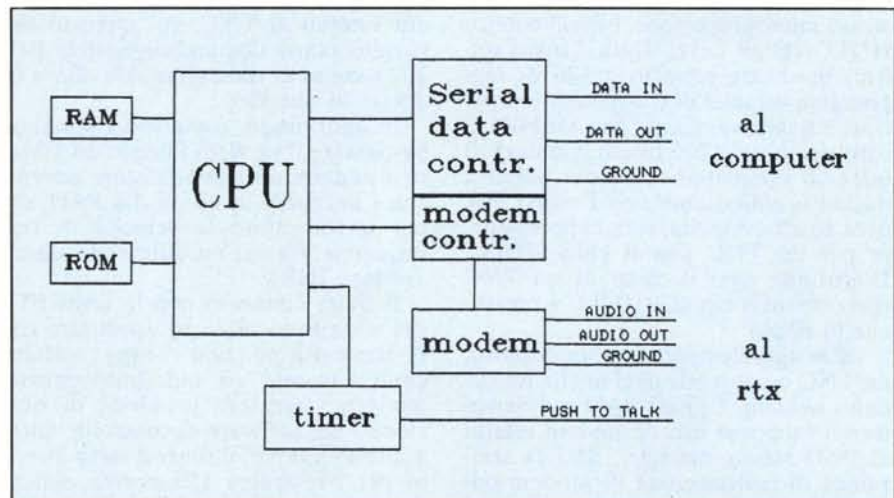 RAM
ROM
CPU
Serial
data
contr.
modem
contr.
DATA IN
DATA OUT
GROUND
al
computer
modem
AUDIO IN
AUDIO OUT
GROUND
PUSH TO TALK
al
rtx
timer